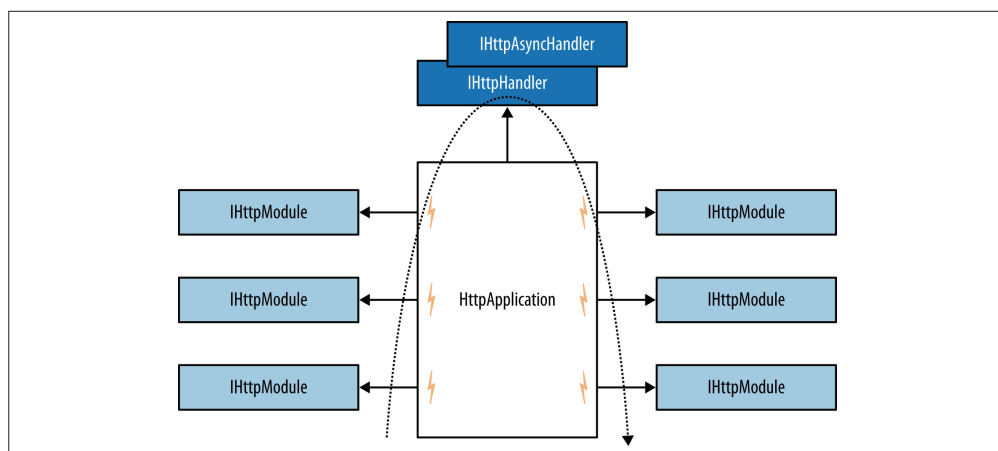 IHttpAsyncHandler
IHttpHandler
IHttpModule
IHttpModule
IHttpModule
HttpApplication
IHttpModule
IHttpModule
IHttpModule